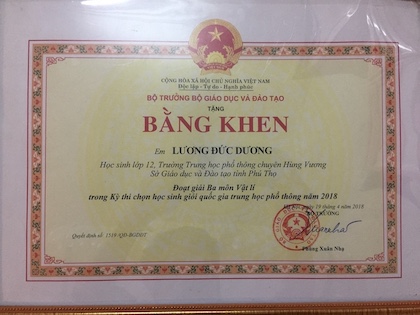 CỘNG HÒA XÃ HỘI CHỦ NGHĨA VIỆT NAM
Độc lập - Tự do - Hạnh phúc
BỘ TRƯỞNG BỘ GIÁO DỤC VÀ ĐÀO TẠO
TẶNG
BẰNG KHEN
Em LƯƠNG ĐỨC DƯƠNG
Học sinh lớp 12, Trường Trung học phổ thông chuyên Hùng Vương
Sở Giáo dục và Đào tạo tỉnh Phú Thọ
Đoạt giải Ba môn Vật lí
trong Kỳ thi chọn học sinh giỏi quốc gia trung học phổ thông năm 2018
Hà Nội, ngày 19 tháng 4 năm 2018
BỘ TRƯỞNG
Quyết định số: 1519/QĐ-BGDĐT
Phùng Xuân Nhạ